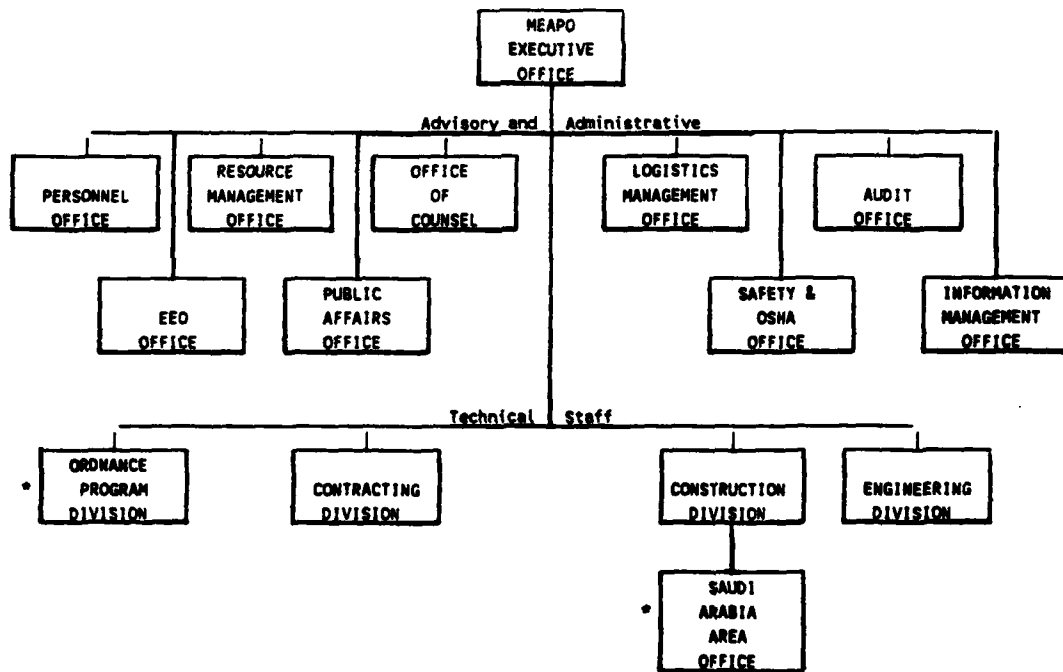 MEAPO
EXECUTIVE
OFFICE
Advisory and Administrative
PERSONNEL
OFFICE
RESOURCE
MANAGEMENT
OFFICE
OFFICE
OF
COUNSEL
LOGISTICS
MANAGEMENT
OFFICE
AUDIT
OFFICE
EEO
OFFICE
PUBLIC
AFFAIRS
OFFICE
SAFETY &
OSHA
OFFICE
INFORMATION
MANAGEMENT
OFFICE
Technical Staff
*
ORDNANCE
PROGRAM
DIVISION
CONTRACTING
DIVISION
CONSTRUCTION
DIVISION
ENGINEERING
DIVISION
*
SAUDI
ARABIA
AREA
OFFICE